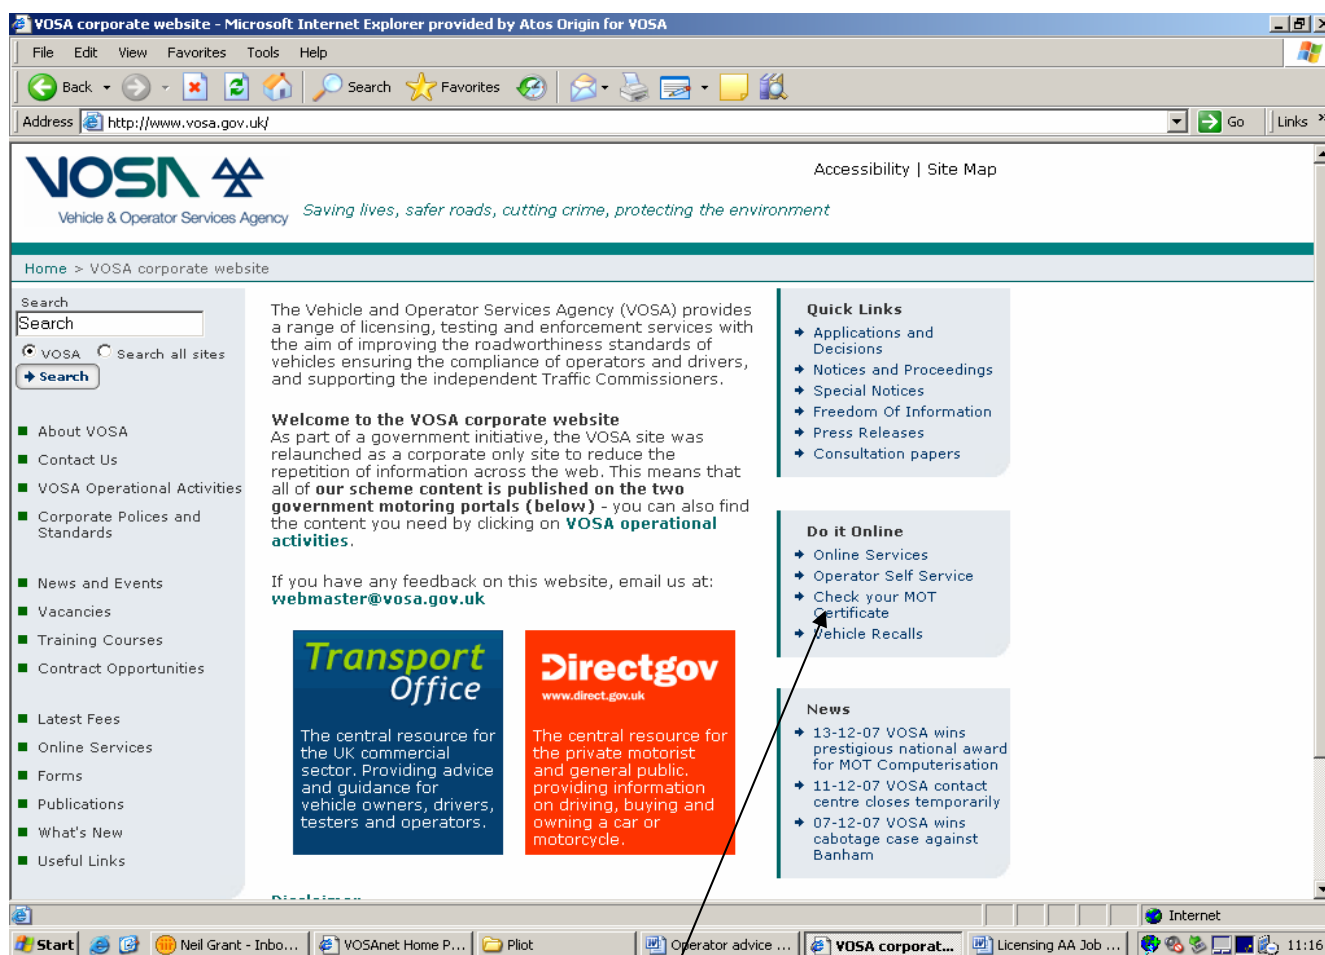 VOSA corporate website - Microsoft Internet Explorer provided by Atos Origin for VOSA
File Edit View Favorites Tools Help
Back Search Favorites
Address http://www.vosa.gov.uk/ Go Links »
VOSA
Vehicle & Operator Services Agency
Saving lives, safer roads, cutting crime, protecting the environment
Accessibility | Site Map
Home > VOSA corporate website
Search
Search
VOSA Search all sites
Search
About VOSA
Contact Us
VOSA Operational Activities
Corporate Polices and
Standards
News and Events
Vacancies
Training Courses
Contract Opportunities
Latest Fees
Online Services
Forms
Publications
What's New
Useful Links
The Vehicle and Operator Services Agency (VOSA) provides
a range of licensing, testing and enforcement services with
the aim of improving the roadworthiness standards of
vehicles ensuring the compliance of operators and drivers,
and supporting the independent Traffic Commissioners.
Welcome to the VOSA corporate website
As part of a government initiative, the VOSA site was
relaunched as a corporate only site to reduce the
repetition of information across the web. This means that
all of our scheme content is published on the two
government motoring portals (below) - you can also find
the content you need by clicking on VOSA operational
activities.
If you have any feedback on this website, email us at:
webmaster@vosa.gov.uk
Transport
Office
The central resource for
the UK commercial
sector. Providing advice
and guidance for
vehicle owners, drivers,
testers and operators.
Directgov
www.direct.gov.uk
The central resource for
the private motorist
and general public.
providing information
on driving, buying and
owning a car or
motorcycle.
Quick Links
Applications and
Decisions
Notices and Proceedings
Special Notices
Freedom Of Information
Press Releases
Consultation papers
Do it Online
Online Services
Operator Self Service
Check your MOT
Certificate
Vehicle Recalls
News
13-12-07 VOSA wins
prestigious national award
for MOT Computerisation
11-12-07 VOSA contact
centre closes temporarily
07-12-07 VOSA wins
cabotage case against
Banham
Internet
Start Neil Grant - Inbo... VOSAnet Home P... Pliot Operator advice ... VOSA corporat... Licensing AA Job ... 11:16